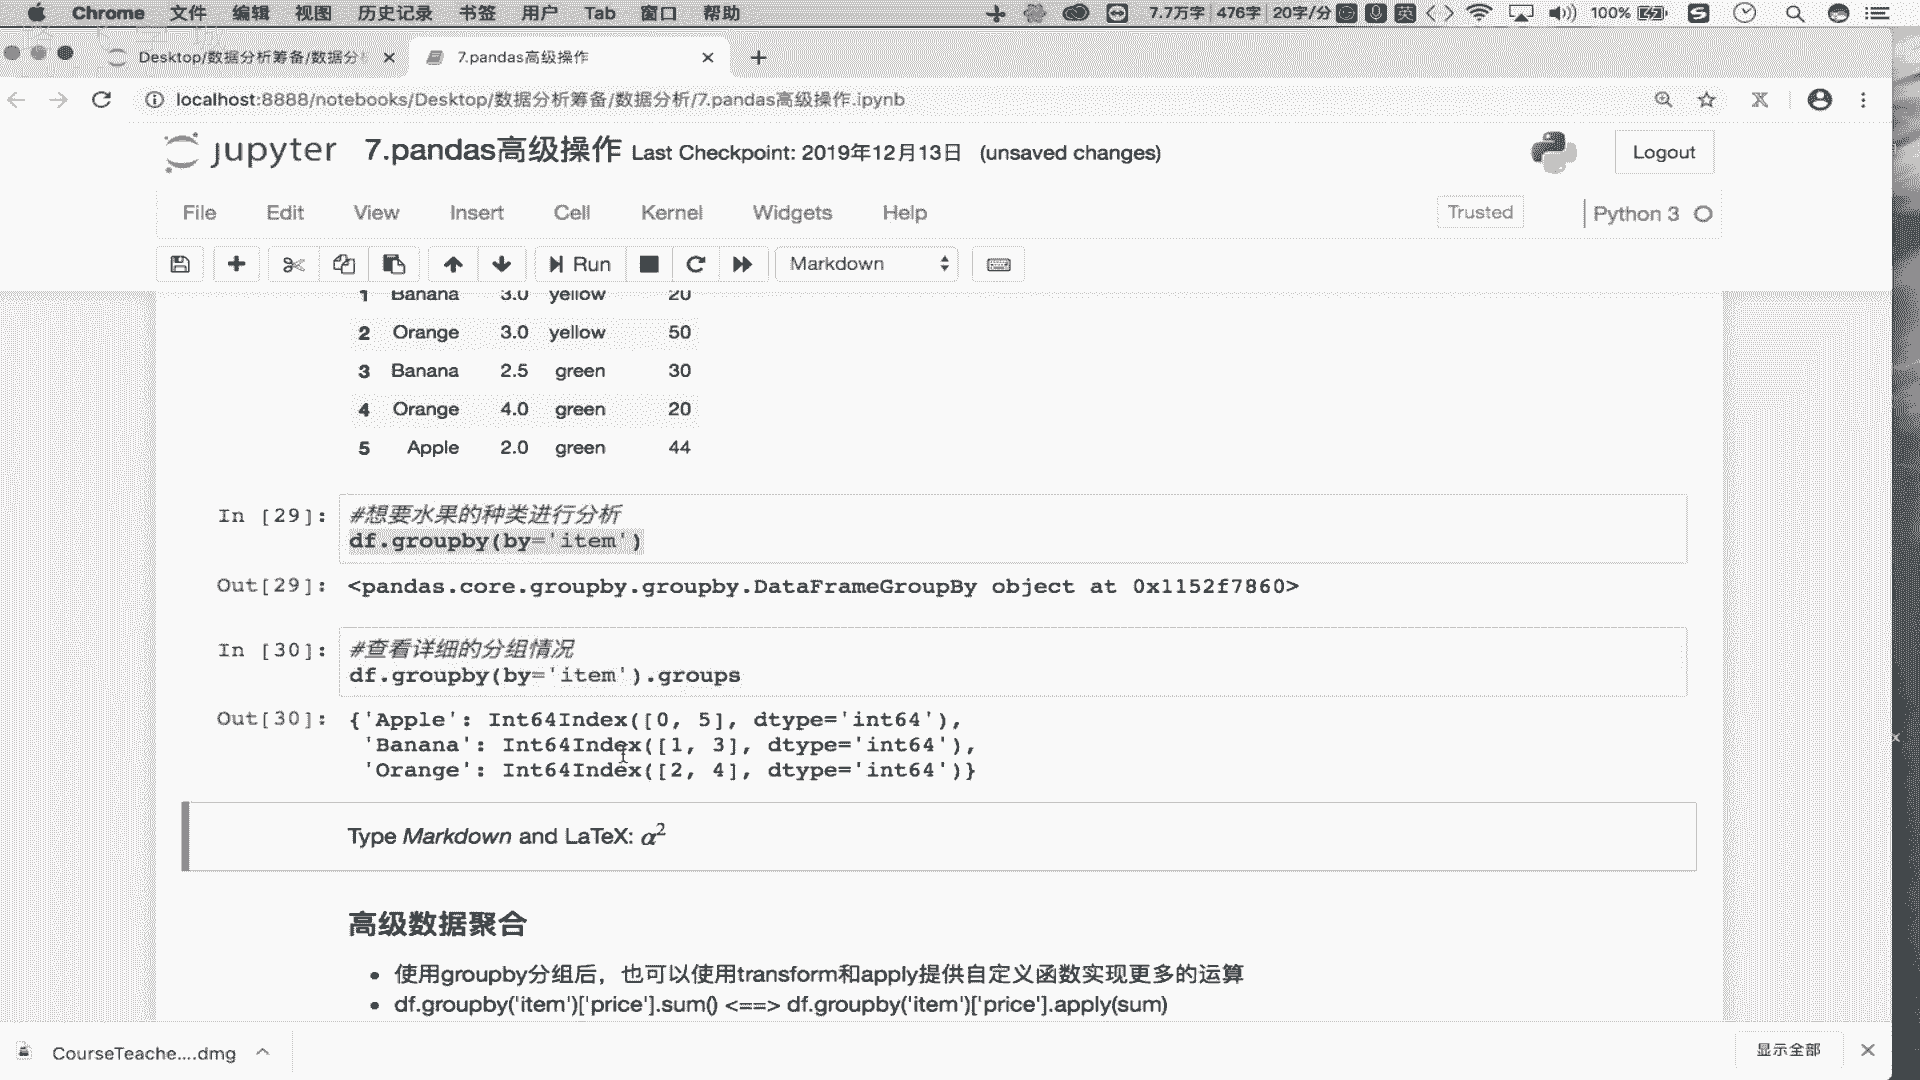 Chrome 文件 编辑 视图 历史记录 书签 用户 Tab 窗口 帮助 7.7万字 476字 20字/分 英 100%
Desktop/数据分析筹备/数据分 7.pandas高级操作
localhost:8888/notebooks/Desktop/数据分析筹备/数据分析/7.pandas高级操作.ipynb
jupyter 7.pandas高级操作 Last Checkpoint: 2019年12月13日 (unsaved changes) Logout
File Edit View Insert Cell Kernel Widgets Help Trusted Python 3
Run Markdown
1 Banana 3.0 yellow 20
2 Orange 3.0 yellow 50
3 Banana 2.5 green 30
4 Orange 4.0 green 20
5 Apple 2.0 green 44
In [29]: #想要水果的种类进行分析
df.groupby(by='item')
Out[29]: <pandas.core.groupby.groupby.DataFrameGroupBy object at 0x1152f7860>
In [30]: #查看详细的分组情况
df.groupby(by='item').groups
Out[30]: {'Apple': Int64Index([0, 5], dtype='int64'),
'Banana': Int64Index([1, 3], dtype='int64'),
'Orange': Int64Index([2, 4], dtype='int64')}
Type Markdown and LaTeX: α²
高级数据聚合
• 使用groupby分组后，也可以使用transform和apply提供自定义函数实现更多的运算
• df.groupby('item')['price'].sum() <==> df.groupby('item')['price'].apply(sum)
CourseTeache....dmg 显示全部